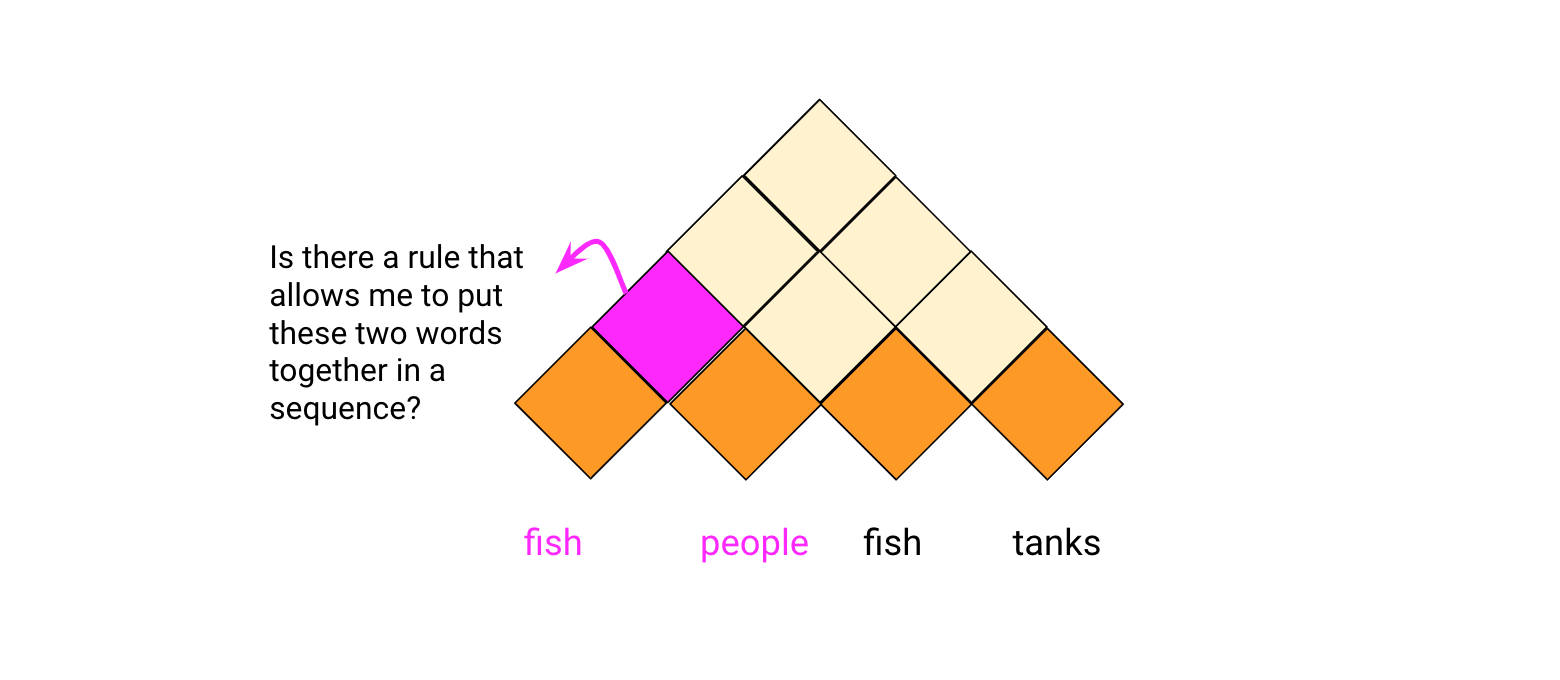 Is there a rule that
allows me to put
these two words
together in a
sequence?
fish people fish tanks